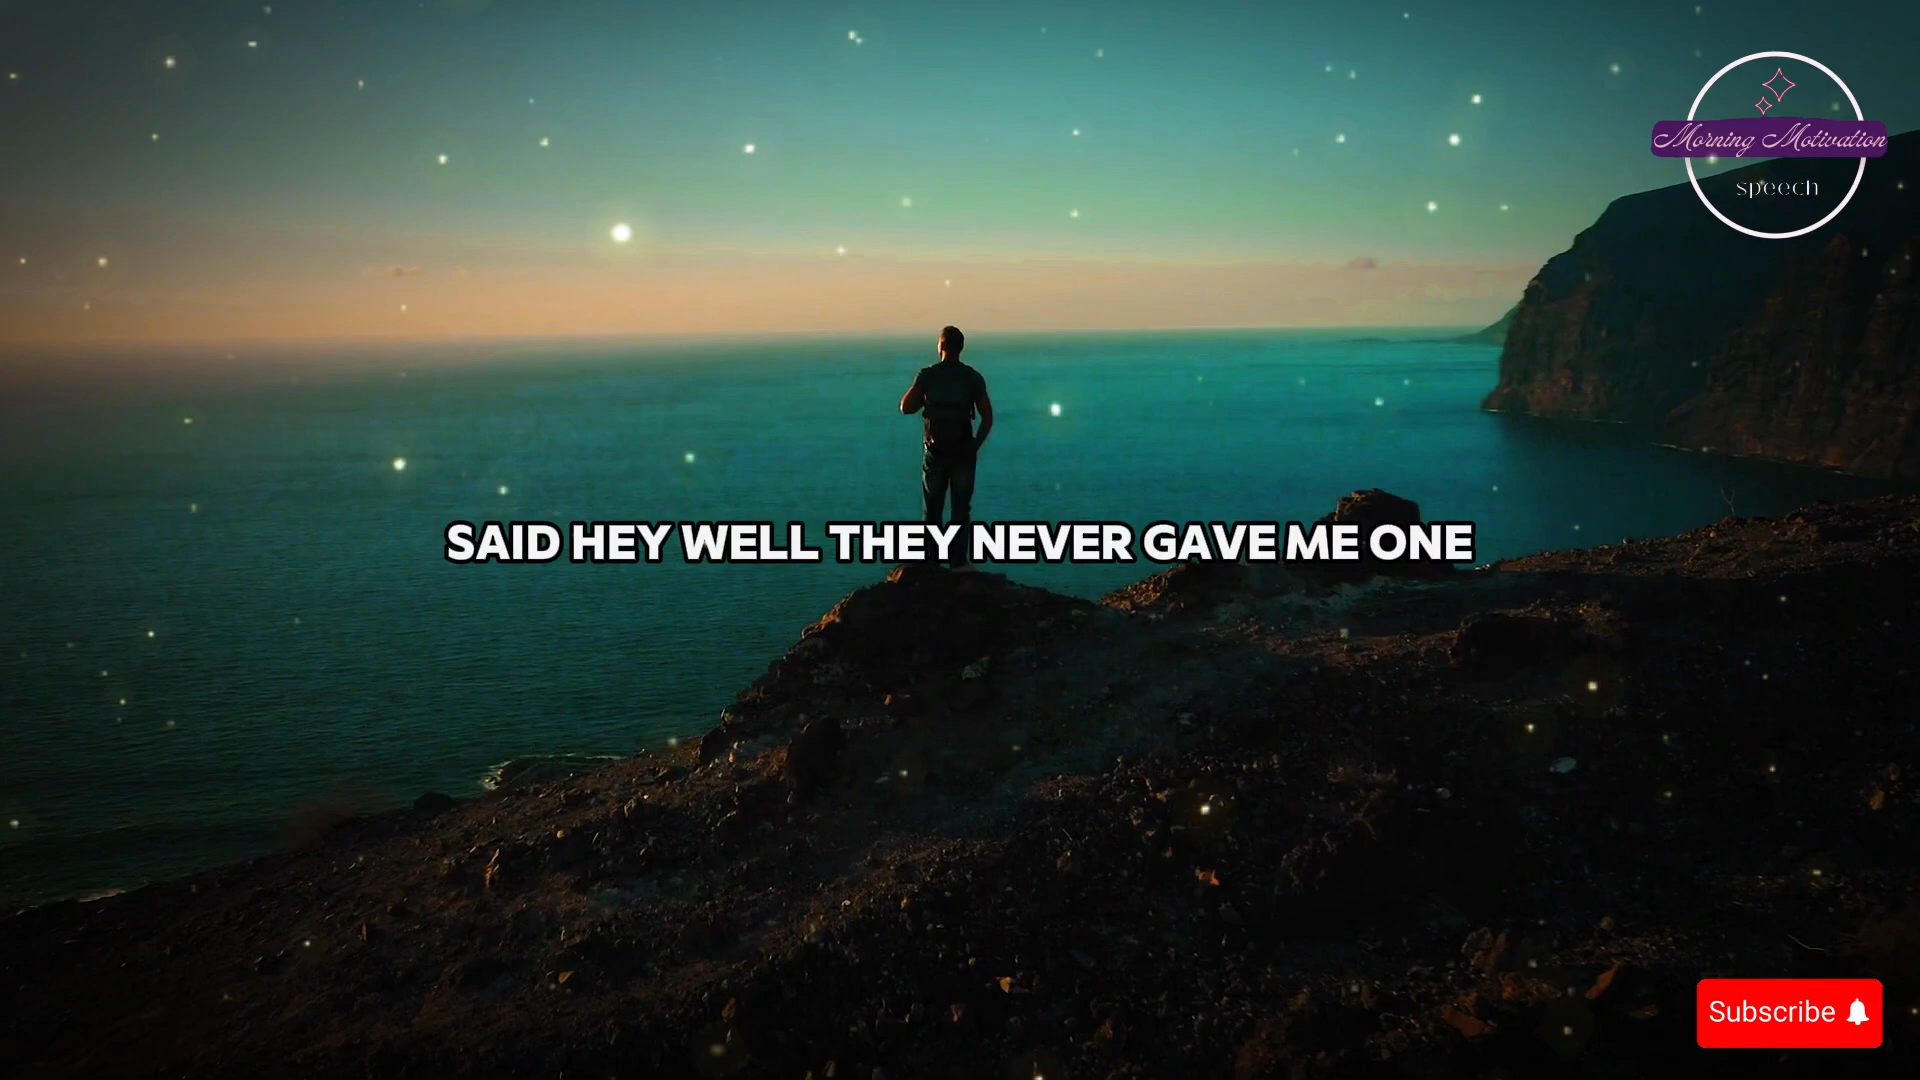 Morning Motivation
speech
SAID HEY WELL THEY NEVER GAVE ME ONE
Subscribe